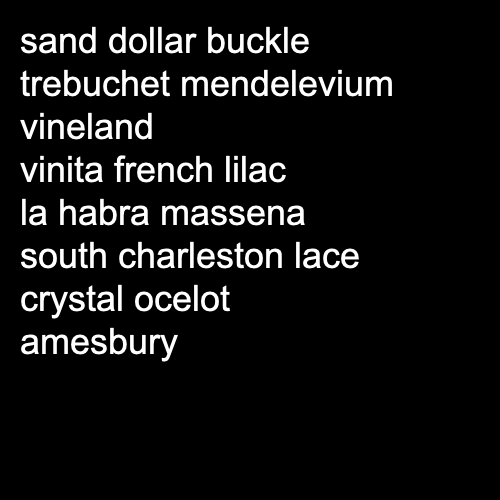 sand dollar buckle
trebuchet mendelevium
vineland
vinita french lilac
la habra massena
south charleston lace
crystal ocelot
amesbury